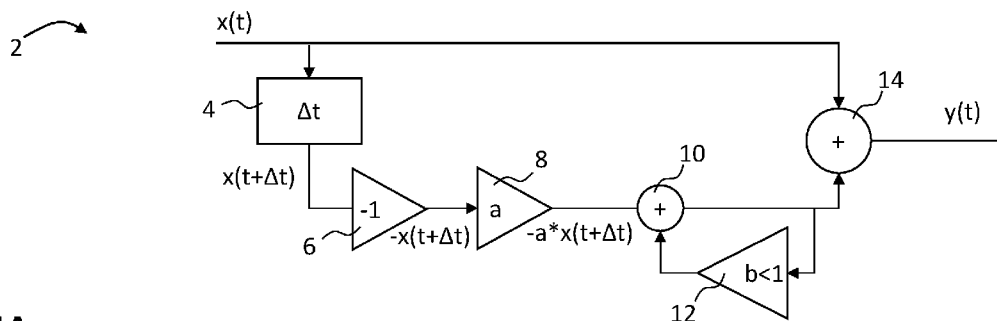 x(t)
2
14
4
Δt
y(t)
8
10
x(t+Δt)
-1
a
+
+
6
-x(t+Δt)
-a*x(t+Δt)
b<1
12